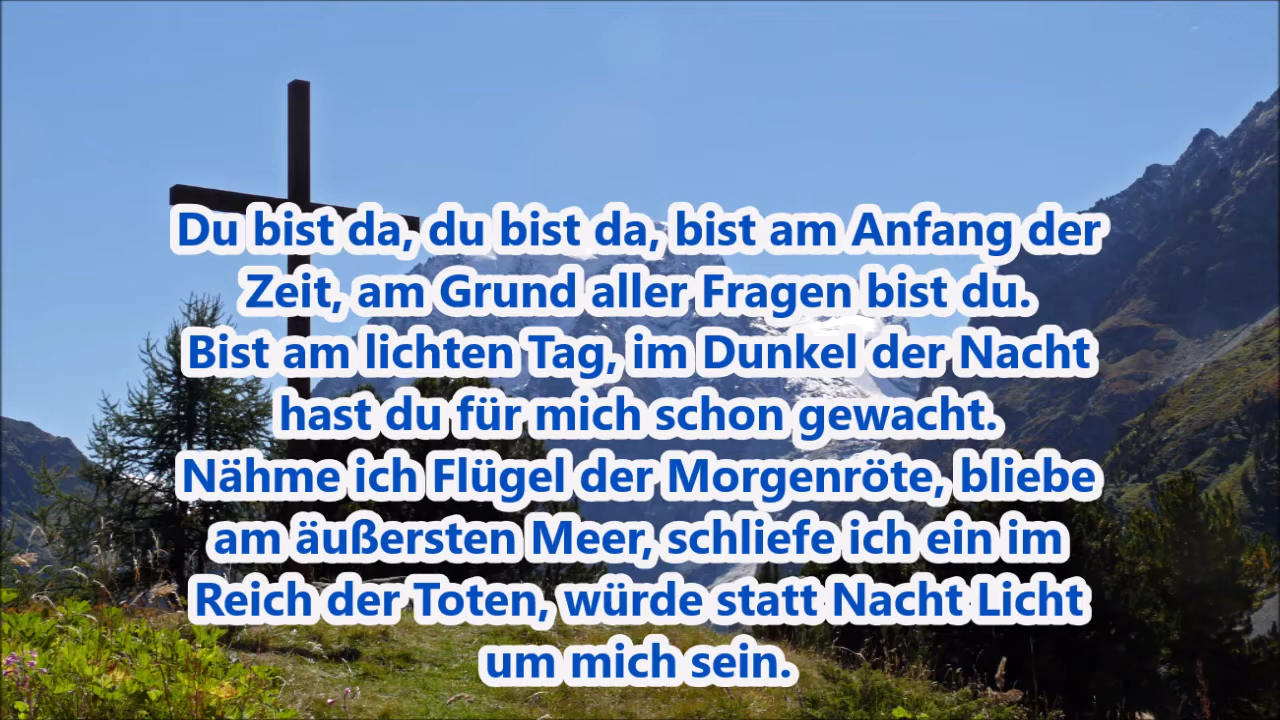 Du bist da, du bist da, bist am Anfang der
Zeit, am Grund aller Fragen bist du.
Bist am lichten Tag, im Dunkel der Nacht
hast du für mich schon gewacht.
Nähme ich Flügel der Morgenröte, bliebe
am äußersten Meer, schliefe ich ein im
Reich der Toten, würde statt Nacht Licht
um mich sein.